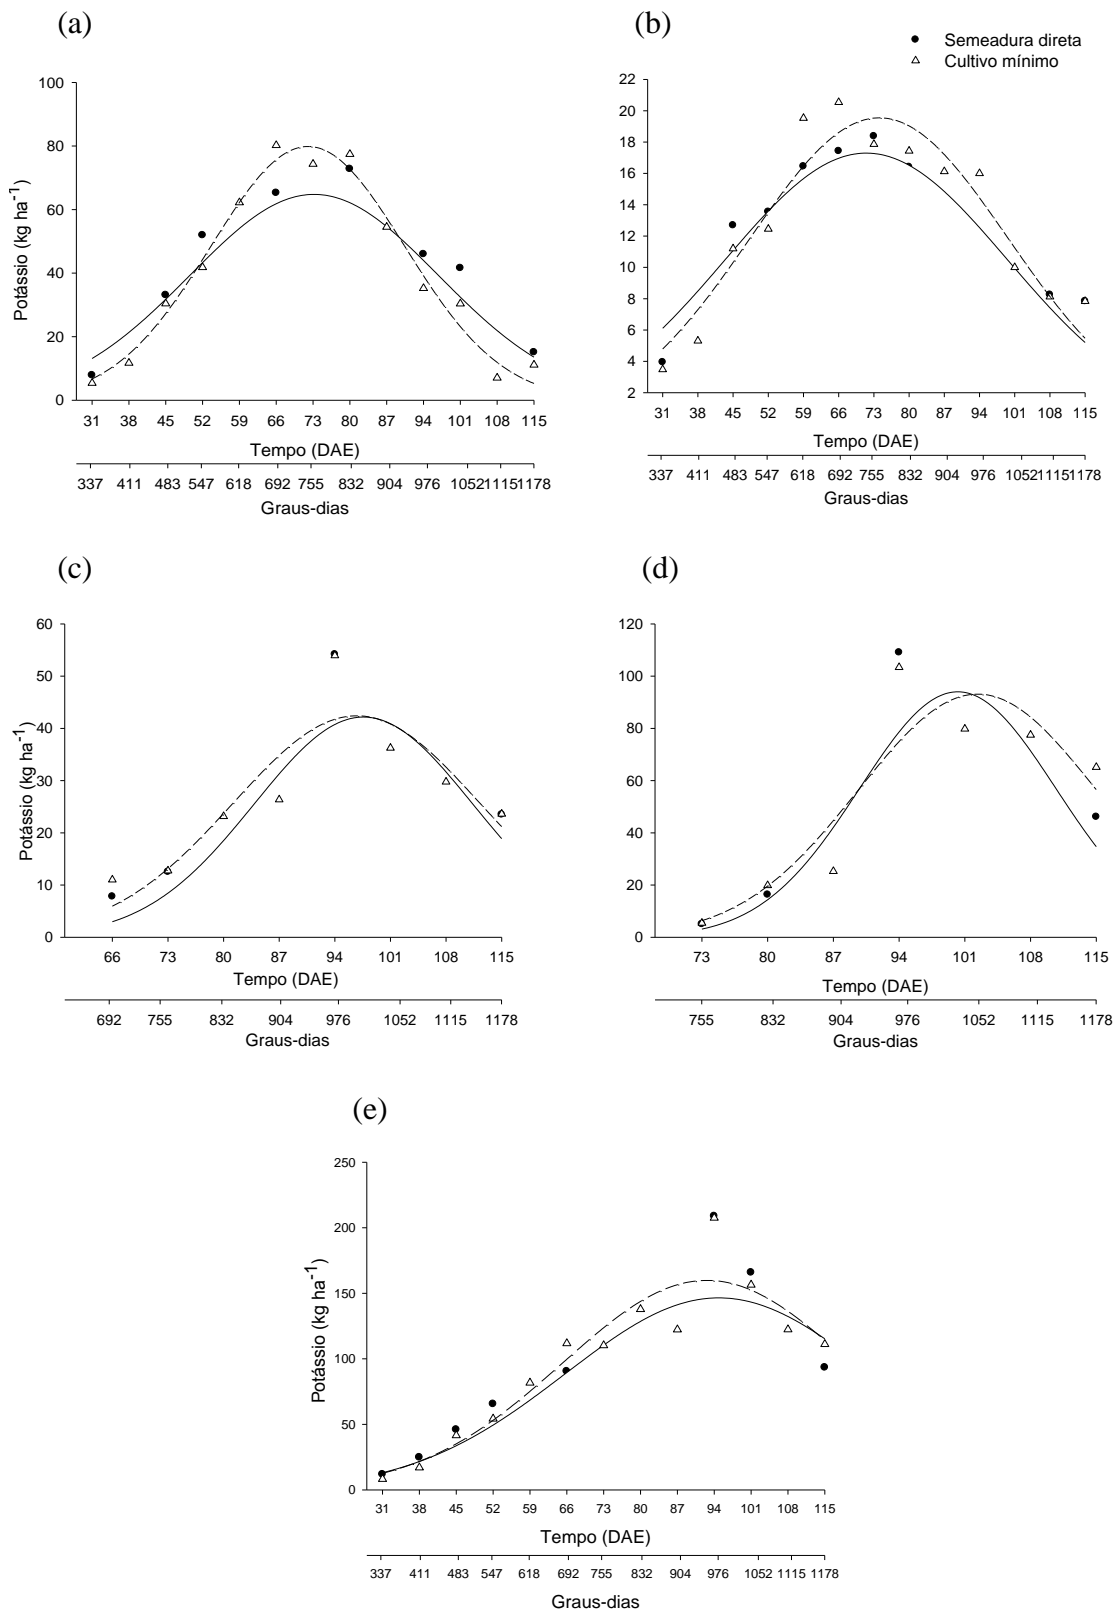 (a)
Potássio (kg ha-1)
100
80
60
40
20
0
31 38 45 52 59 66 73 80 87 94 101 108 115
Tempo (DAE)
337 411 483 547 618 692 755 832 904 976 1052 1115 1178
Graus-dias
(b)
Semeadura direta
Cultivo mínimo
Potássio (kg ha-1)
22
20
18
16
14
12
10
8
6
4
2
31 38 45 52 59 66 73 80 87 94 101 108 115
Tempo (DAE)
337 411 483 547 618 692 755 832 904 976 1052 1115 1178
Graus-dias
(c)
Potássio (kg ha-1)
60
50
40
30
20
10
0
66 73 80 87 94 101 108 115
Tempo (DAE)
692 755 832 904 976 1052 1115 1178
Graus-dias
(d)
Potássio (kg ha-1)
120
100
80
60
40
20
0
73 80 87 94 101 108 115
Tempo (DAE)
755 832 904 976 1052 1115 1178
Graus-dias
(e)
Potássio (kg ha-1)
250
200
150
100
50
0
31 38 45 52 59 66 73 80 87 94 101 108 115
Tempo (DAE)
337 411 483 547 618 692 755 832 904 976 1052 1115 1178
Graus-dias